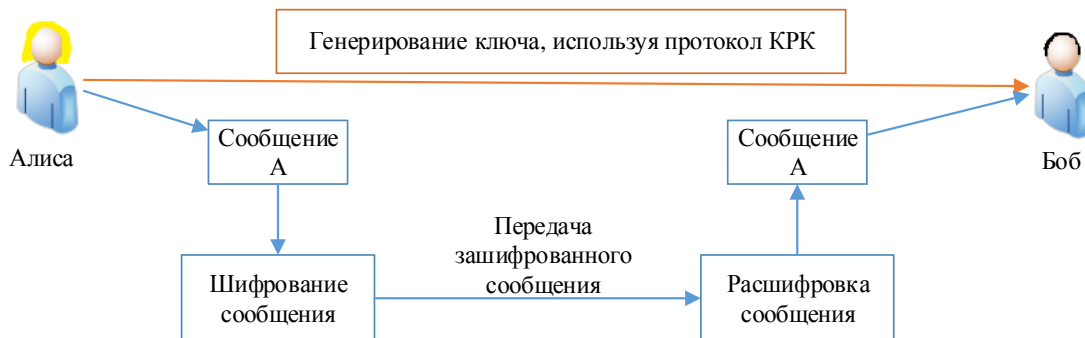 Генерирование ключа, используя протокол КРК
Алиса
Сообщение
А
Сообщение
А
Боб
Передача
зашифрованного
сообщения
Шифрование
сообщения
Расшифровка
сообщения